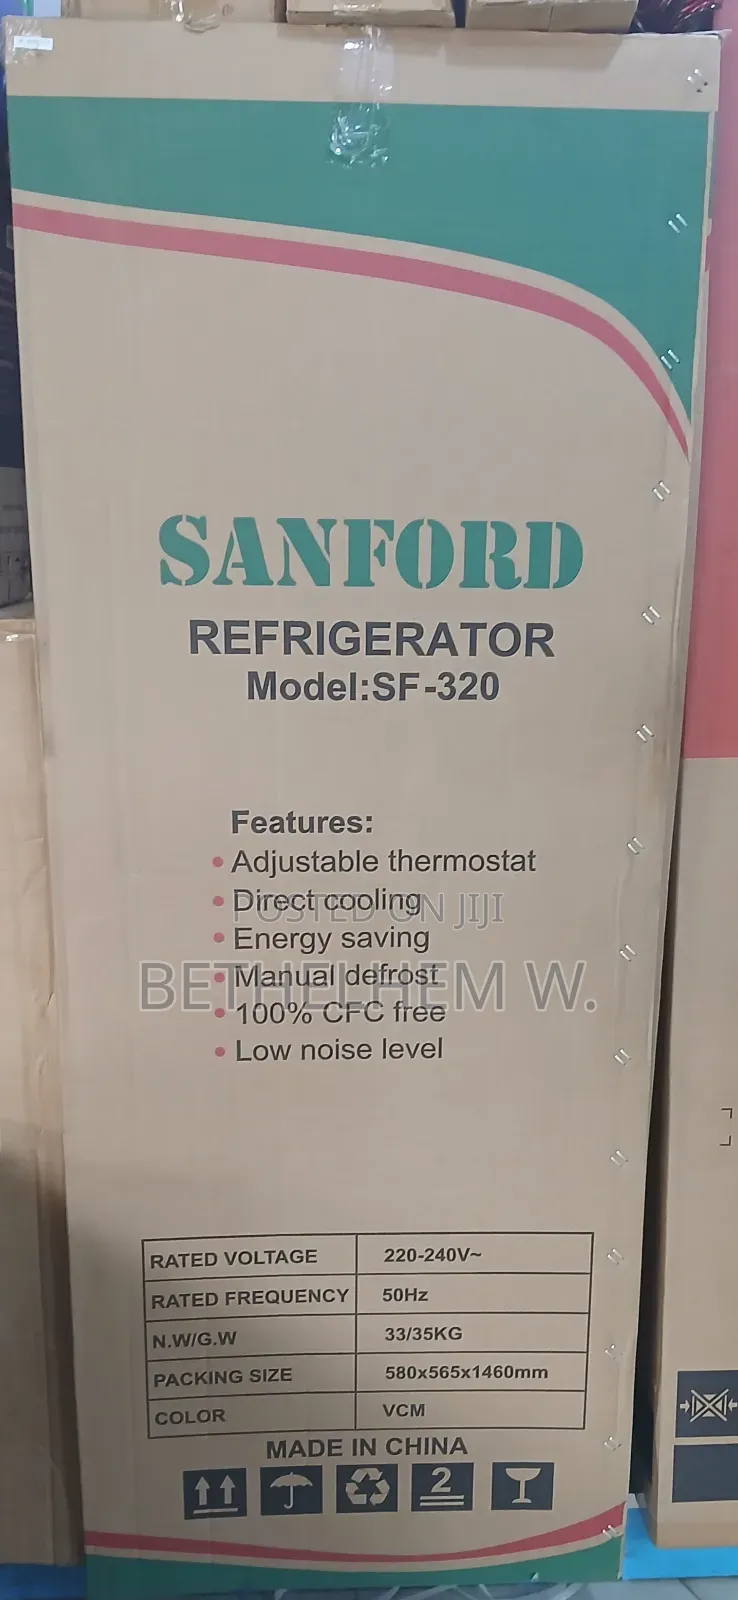 SANFORD
REFRIGERATOR
Model:SF-320
Features:
• Adjustable thermostat
• Direct cooling
POSTED ON JIJI
• Energy saving
• Manual defrost
BETHELHEM W.
• 100% CFC free
• Low noise level
RATED VOLTAGE 220-240V~
RATED FREQUENCY 50Hz
N.W/G.W 33/35KG
PACKING SIZE 580x565x1460mm
COLOR VCM
MADE IN CHINA
2